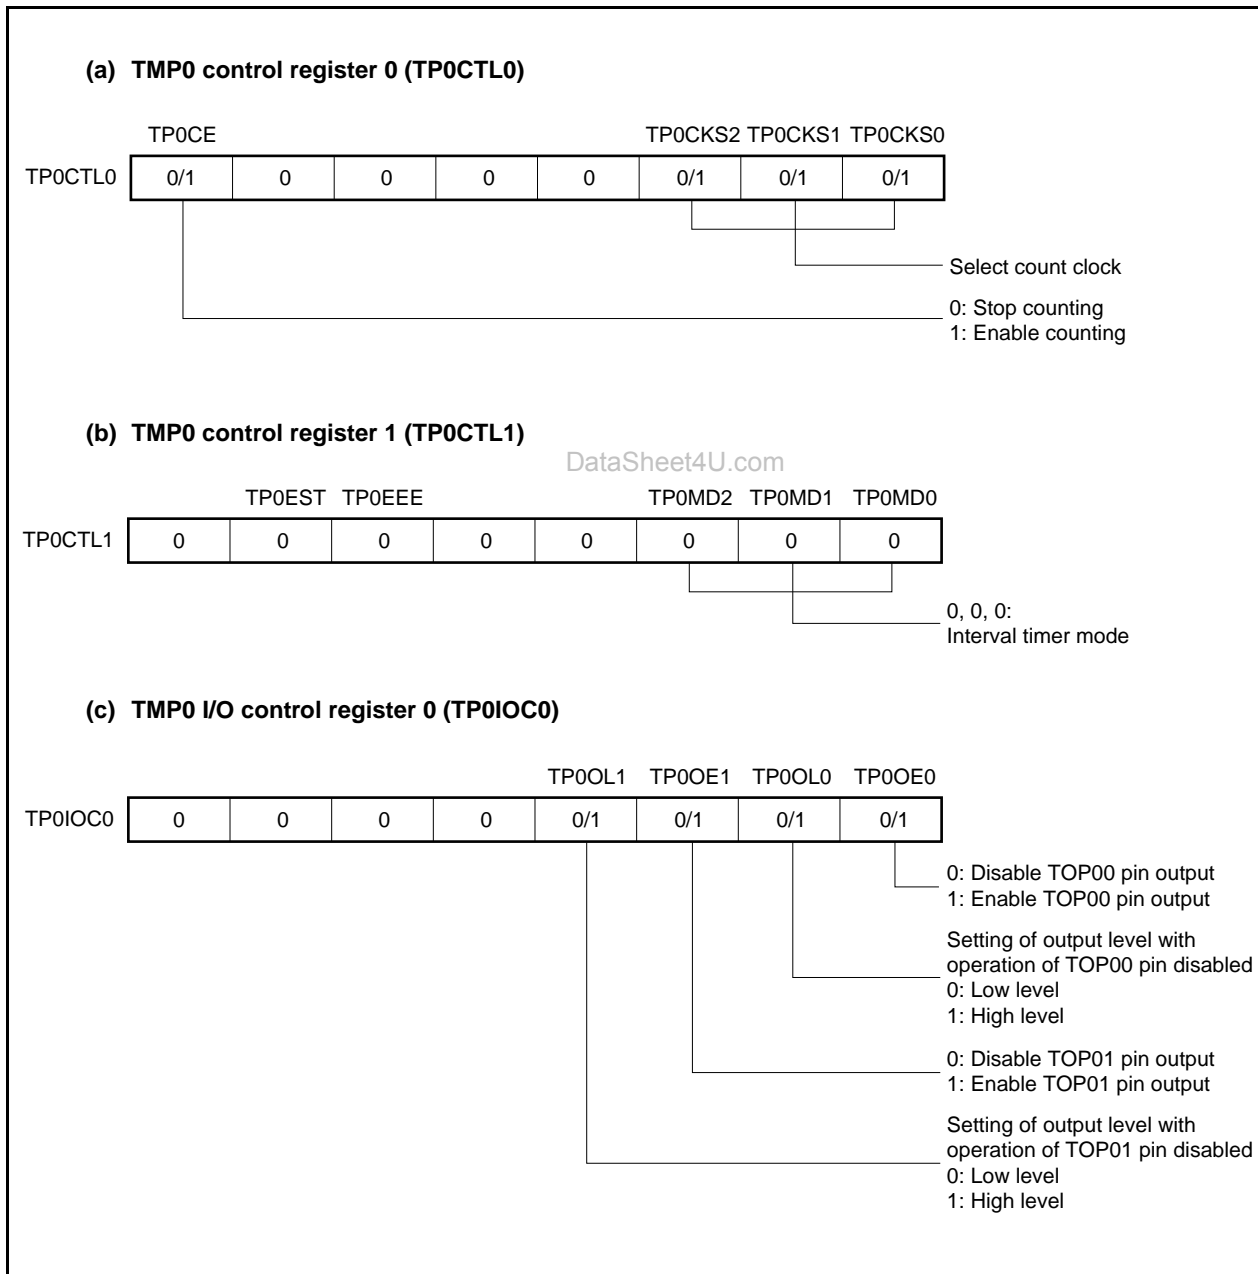 (a) TMP0 control register 0 (TP0CTL0)
TP0CE TP0CKS2 TP0CKS1 TP0CKS0
TP0CTL0 0/1 0 0 0 0 0/1 0/1 0/1
Select count clock
0: Stop counting
1: Enable counting
(b) TMP0 control register 1 (TP0CTL1)
DataSheet4U.com
TP0EST TP0EEE TP0MD2 TP0MD1 TP0MD0
TP0CTL1 0 0 0 0 0 0 0 0
0, 0, 0:
Interval timer mode
(c) TMP0 I/O control register 0 (TP0IOC0)
TP0OL1 TP0OE1 TP0OL0 TP0OE0
TP0IOC0 0 0 0 0 0/1 0/1 0/1 0/1
0: Disable TOP00 pin output
1: Enable TOP00 pin output
Setting of output level with
operation of TOP00 pin disabled
0: Low level
1: High level
0: Disable TOP01 pin output
1: Enable TOP01 pin output
Setting of output level with
operation of TOP01 pin disabled
0: Low level
1: High level